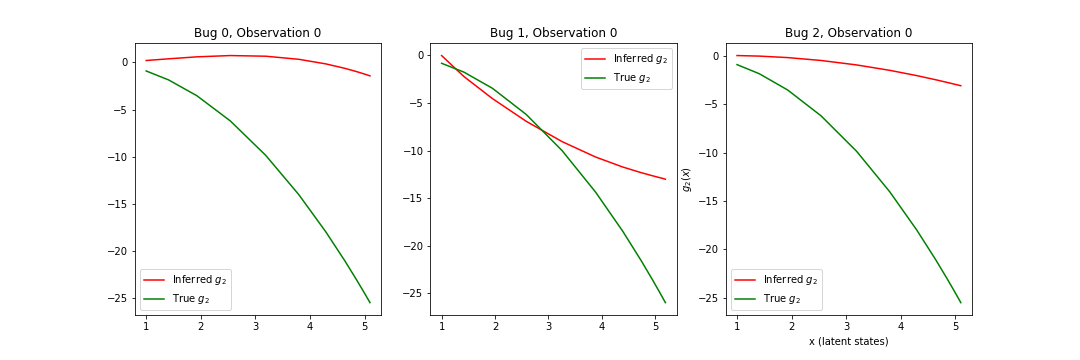 Bug 0, Observation 0
0
−5
−10
−15
−20
−25
1 2 3 4 5
Inferred g₂
True g₂
Bug 1, Observation 0
0
−5
−10
−15
−20
−25
1 2 3 4 5
Inferred g₂
True g₂
Bug 2, Observation 0
g₂(x)
0
−5
−10
−15
−20
−25
1 2 3 4 5
x (latent states)
Inferred g₂
True g₂